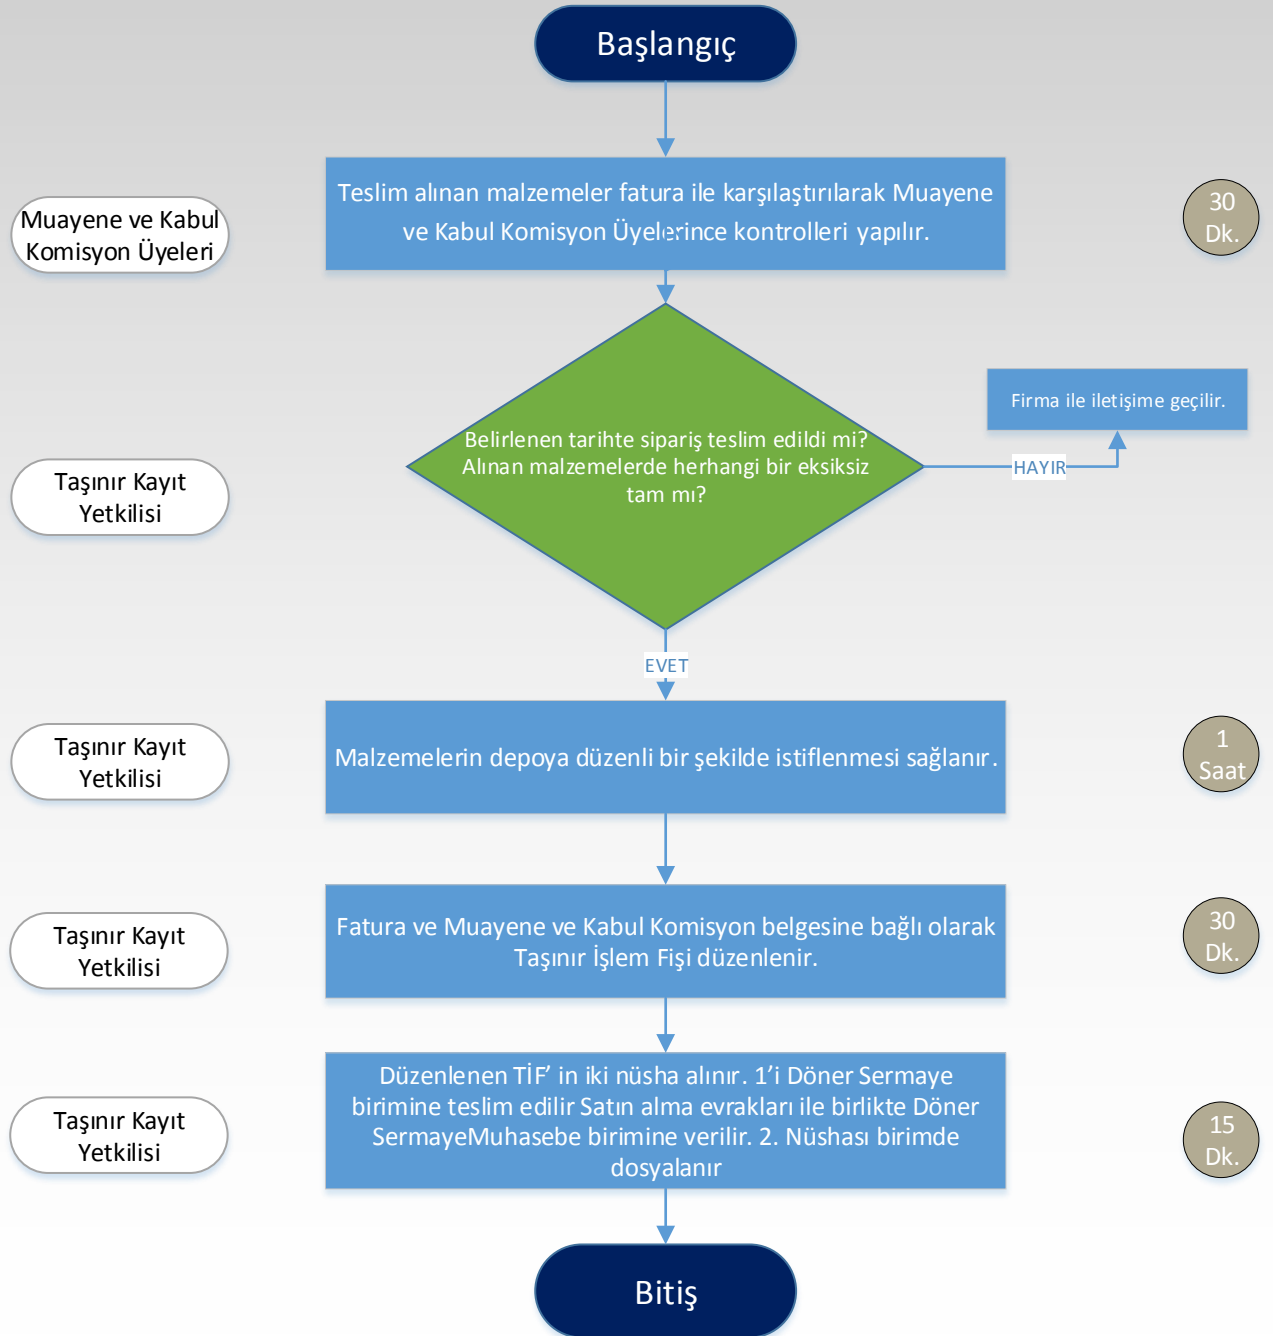 Başlangıç
Muayene ve Kabul
Komisyon Üyeleri
Teslim alınan malzemeler fatura ile karşılaştırılarak Muayene
ve Kabul Komisyon Üyelerince kontrolleri yapılır.
30
Dk.
Taşınır Kayıt
Yetkilisi
Belirlenen tarihte sipariş teslim edildi mi?
Alınan malzemelerde herhangi bir eksiksiz
tam mı?
HAYIR
Firma ile iletişime geçilir.
EVET
Taşınır Kayıt
Yetkilisi
Malzemelerin depoya düzenli bir şekilde istiflenmesi sağlanır.
1
Saat
Taşınır Kayıt
Yetkilisi
Fatura ve Muayene ve Kabul Komisyon belgesine bağlı olarak
Taşınır İşlem Fişi düzenlenir.
30
Dk.
Taşınır Kayıt
Yetkilisi
Düzenlenen TİF’ in iki nüsha alınır. 1’i Döner Sermaye
birimine teslim edilir Satın alma evrakları ile birlikte Döner
SermayeMuhasebe birimine verilir. 2. Nüshası birimde
dosyalanır
15
Dk.
Bitiş